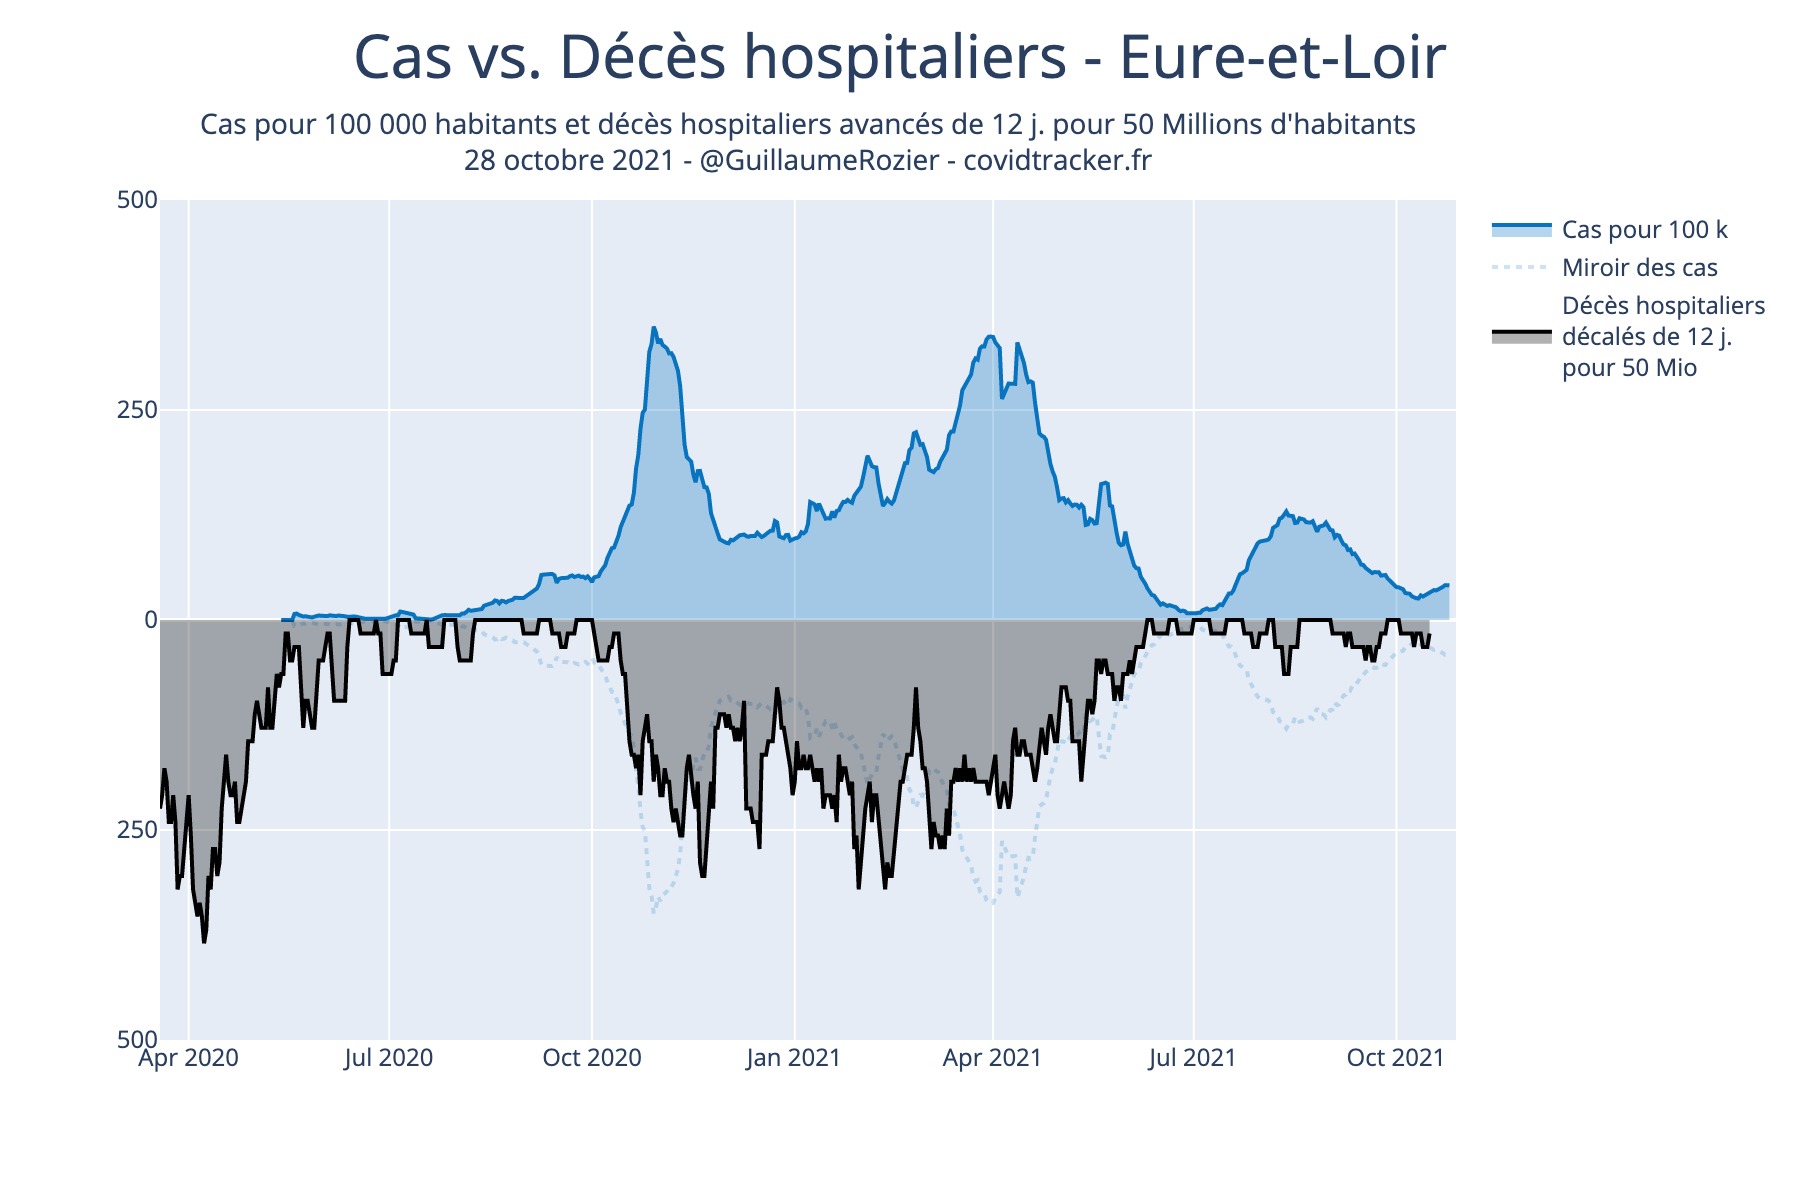 Cas vs. Décès hospitaliers - Eure-et-Loir
Cas pour 100 000 habitants et décès hospitaliers avancés de 12 j. pour 50 Millions d'habitants
28 octobre 2021 - @GuillaumeRozier - covidtracker.fr
500
250
0
250
500
Apr 2020
Jul 2020
Oct 2020
Jan 2021
Apr 2021
Jul 2021
Oct 2021
Cas pour 100 k
Miroir des cas
Décès hospitaliers
décalés de 12 j.
pour 50 Mio